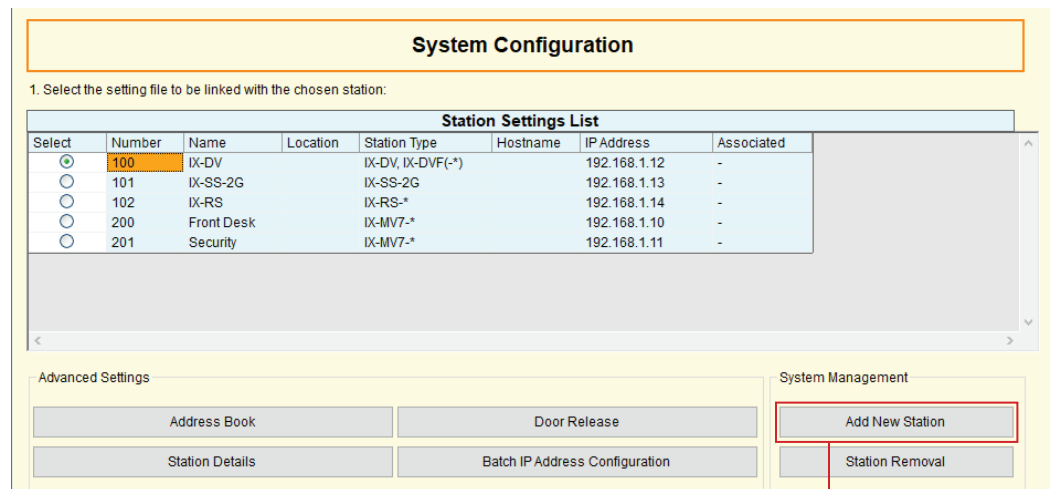 System Configuration
1. Select the setting file to be linked with the chosen station:
Station Settings List
Select Number Name Location Station Type Hostname IP Address Associated
100 IX-DV IX-DV, IX-DVF(-*) 192.168.1.12 -
101 IX-SS-2G IX-SS-2G 192.168.1.13 -
102 IX-RS IX-RS-* 192.168.1.14 -
200 Front Desk IX-MV7-* 192.168.1.10 -
201 Security IX-MV7-* 192.168.1.11 -
Advanced Settings System Management
Address Book Door Release Add New Station
Station Details Batch IP Address Configuration Station Removal